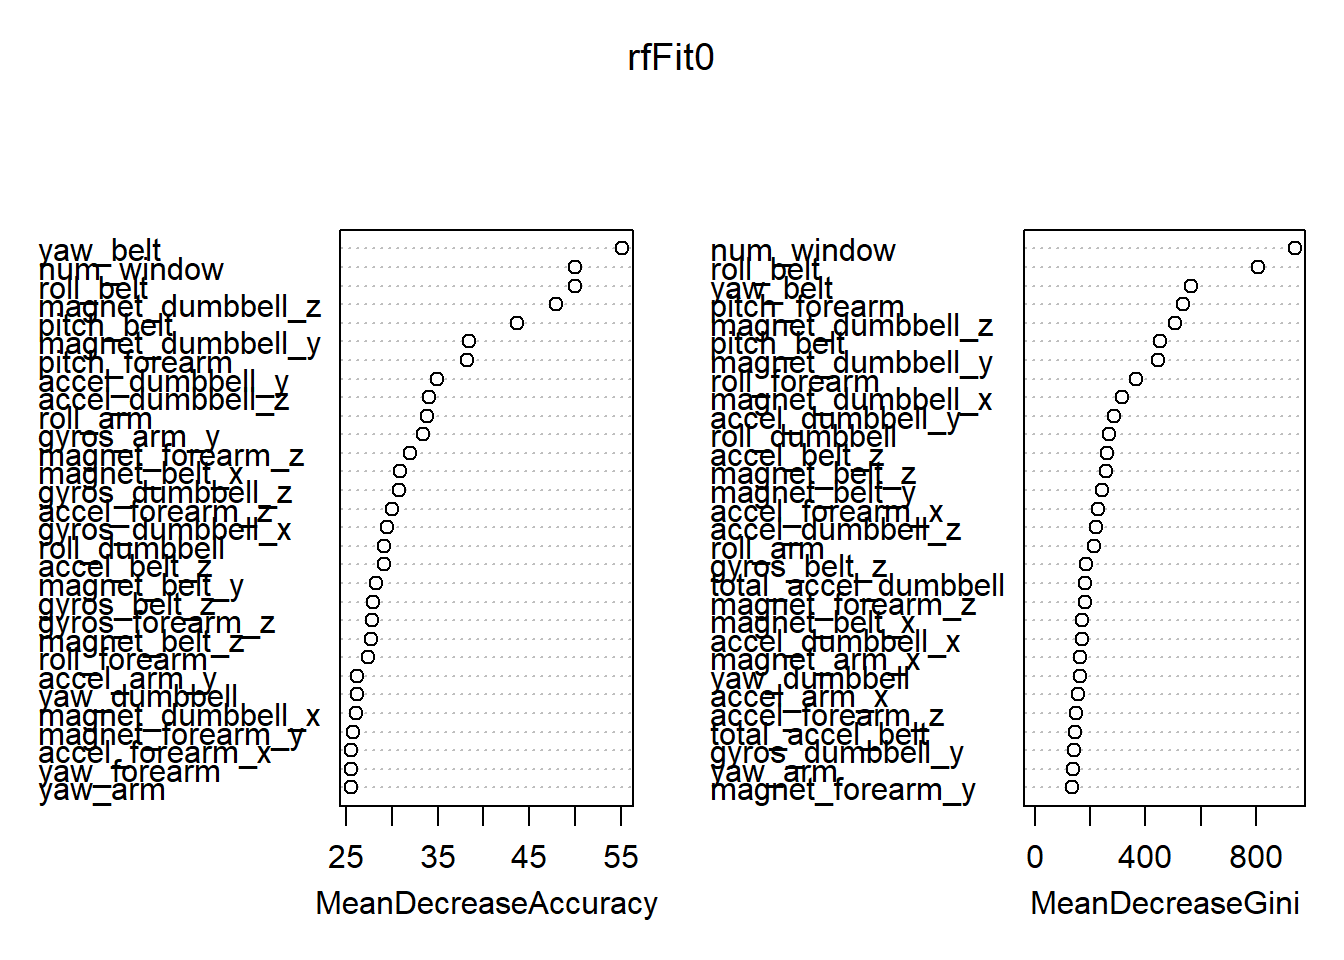 rfFit0
yaw_belt
num_window
roll_belt
magnet_dumbbell_z
pitch_belt
magnet_dumbbell_y
pitch_forearm
accel_dumbbell_y
accel_dumbbell_z
roll_arm
gyros_arm_y
magnet_forearm_z
magnet_belt_x
gyros_dumbbell_z
accel_forearm_z
gyros_dumbbell_x
roll_dumbbell
accel_belt_z
magnet_belt_y
gyros_belt_z
gyros_forearm_z
magnet_belt_z
roll_forearm
accel_arm_y
yaw_dumbbell
magnet_dumbbell_x
magnet_forearm_y
accel_forearm_x
yaw_forearm
yaw_arm
25 35 45 55
MeanDecreaseAccuracy
num_window
roll_belt
yaw_belt
pitch_forearm
magnet_dumbbell_z
pitch_belt
magnet_dumbbell_y
roll_forearm
magnet_dumbbell_x
accel_dumbbell_y
roll_dumbbell
accel_belt_z
magnet_belt_z
magnet_belt_y
accel_forearm_x
accel_dumbbell_z
roll_arm
gyros_belt_z
total_accel_dumbbell
magnet_forearm_z
magnet_belt_x
accel_dumbbell_x
magnet_arm_x
yaw_dumbbell
accel_arm_x
accel_forearm_z
total_accel_belt
gyros_dumbbell_y
yaw_arm
magnet_forearm_y
0 400 800
MeanDecreaseGini